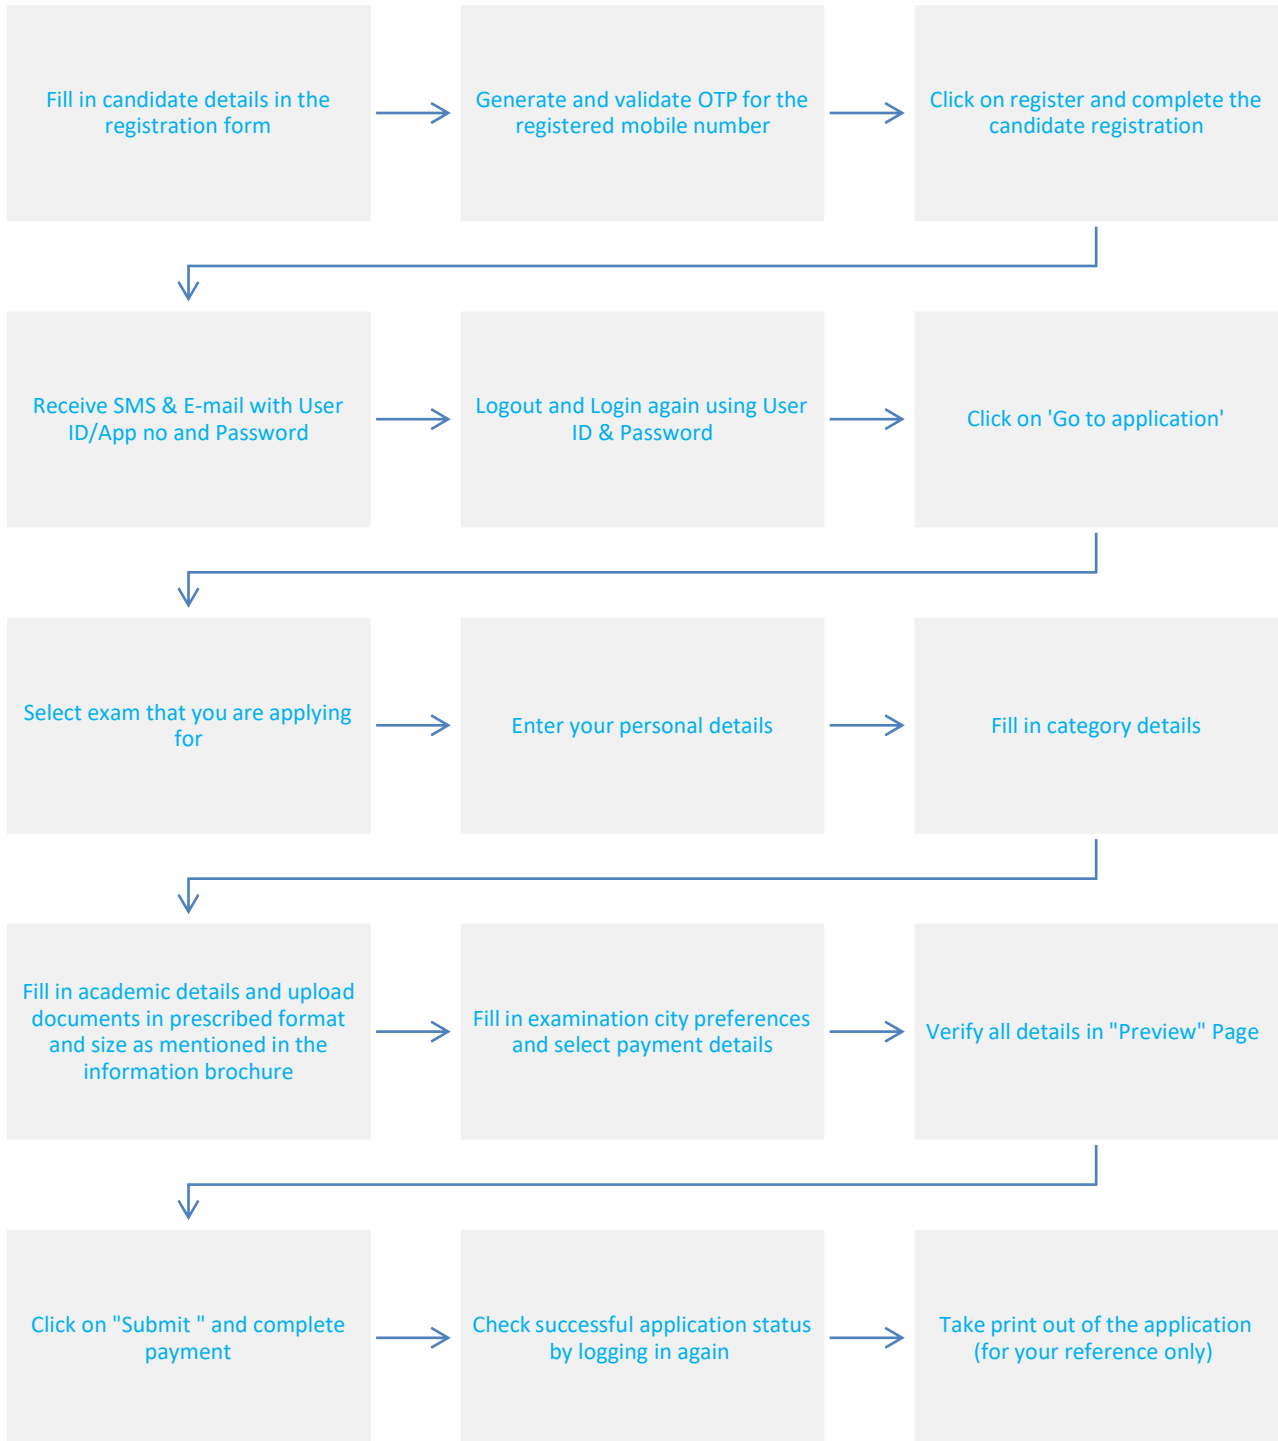 Fill in candidate details in the
registration form
Generate and validate OTP for the
registered mobile number
Click on register and complete the
candidate registration
Receive SMS & E-mail with User
ID/App no and Password
Logout and Login again using User
ID & Password
Click on 'Go to application'
Select exam that you are applying
for
Enter your personal details
Fill in category details
Fill in academic details and upload
documents in prescribed format
and size as mentioned in the
information brochure
Fill in examination city preferences
and select payment details
Verify all details in "Preview" Page
Click on "Submit " and complete
payment
Check successful application status
by logging in again
Take print out of the application
(for your reference only)